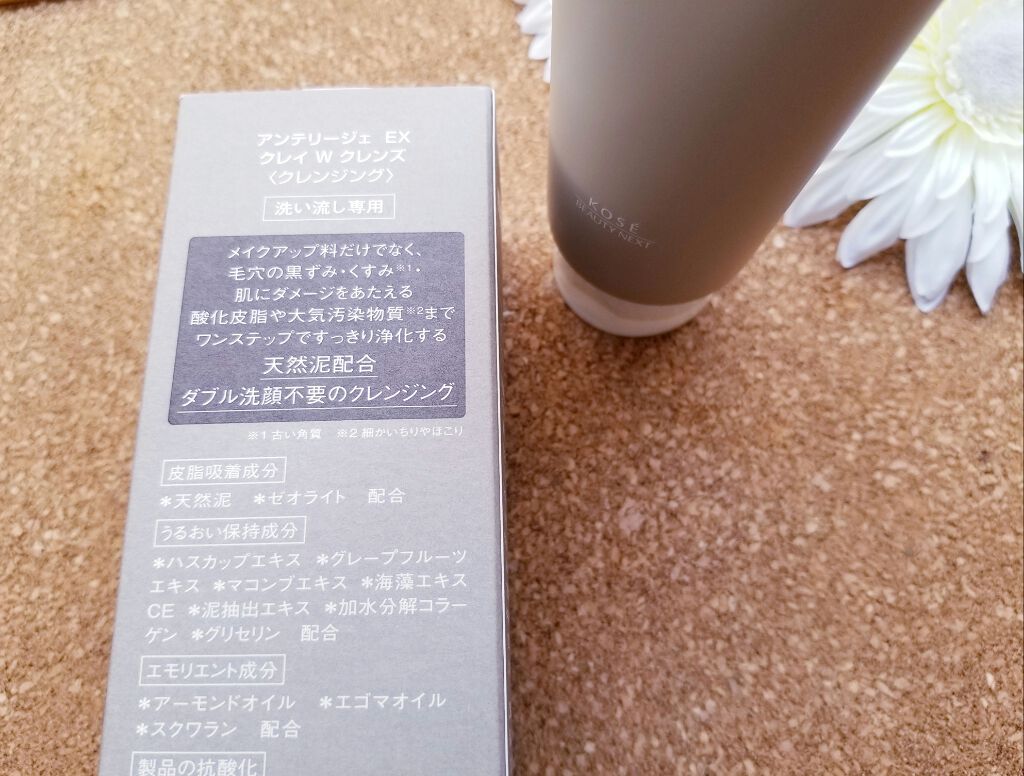 アンテリージェ EX
クレイ W クレンズ
〈クレンジング〉
洗い流し専用
メイクアップ料だけでなく、
毛穴の黒ずみ・くすみ※1・
肌にダメージをあたえる
酸化皮脂や大気汚染物質※2まで
ワンステップですっきり浄化する
天然泥配合
ダブル洗顔不要のクレンジング
※1 古い角質 ※2 細かいちりやほこり
皮脂吸着成分
*天然泥 *ゼオライト 配合
うるおい保持成分
*ハスカップエキス *グレープフルーツ
エキス *マコンブエキス *海藻エキス
CE *泥抽出エキス *加水分解コラー
ゲン *グリセリン 配合
エモリエント成分
*アーモンドオイル *エゴマオイル
*スクワラン 配合
製品の抗酸化
KOSÉ
BEAUTY NEXT